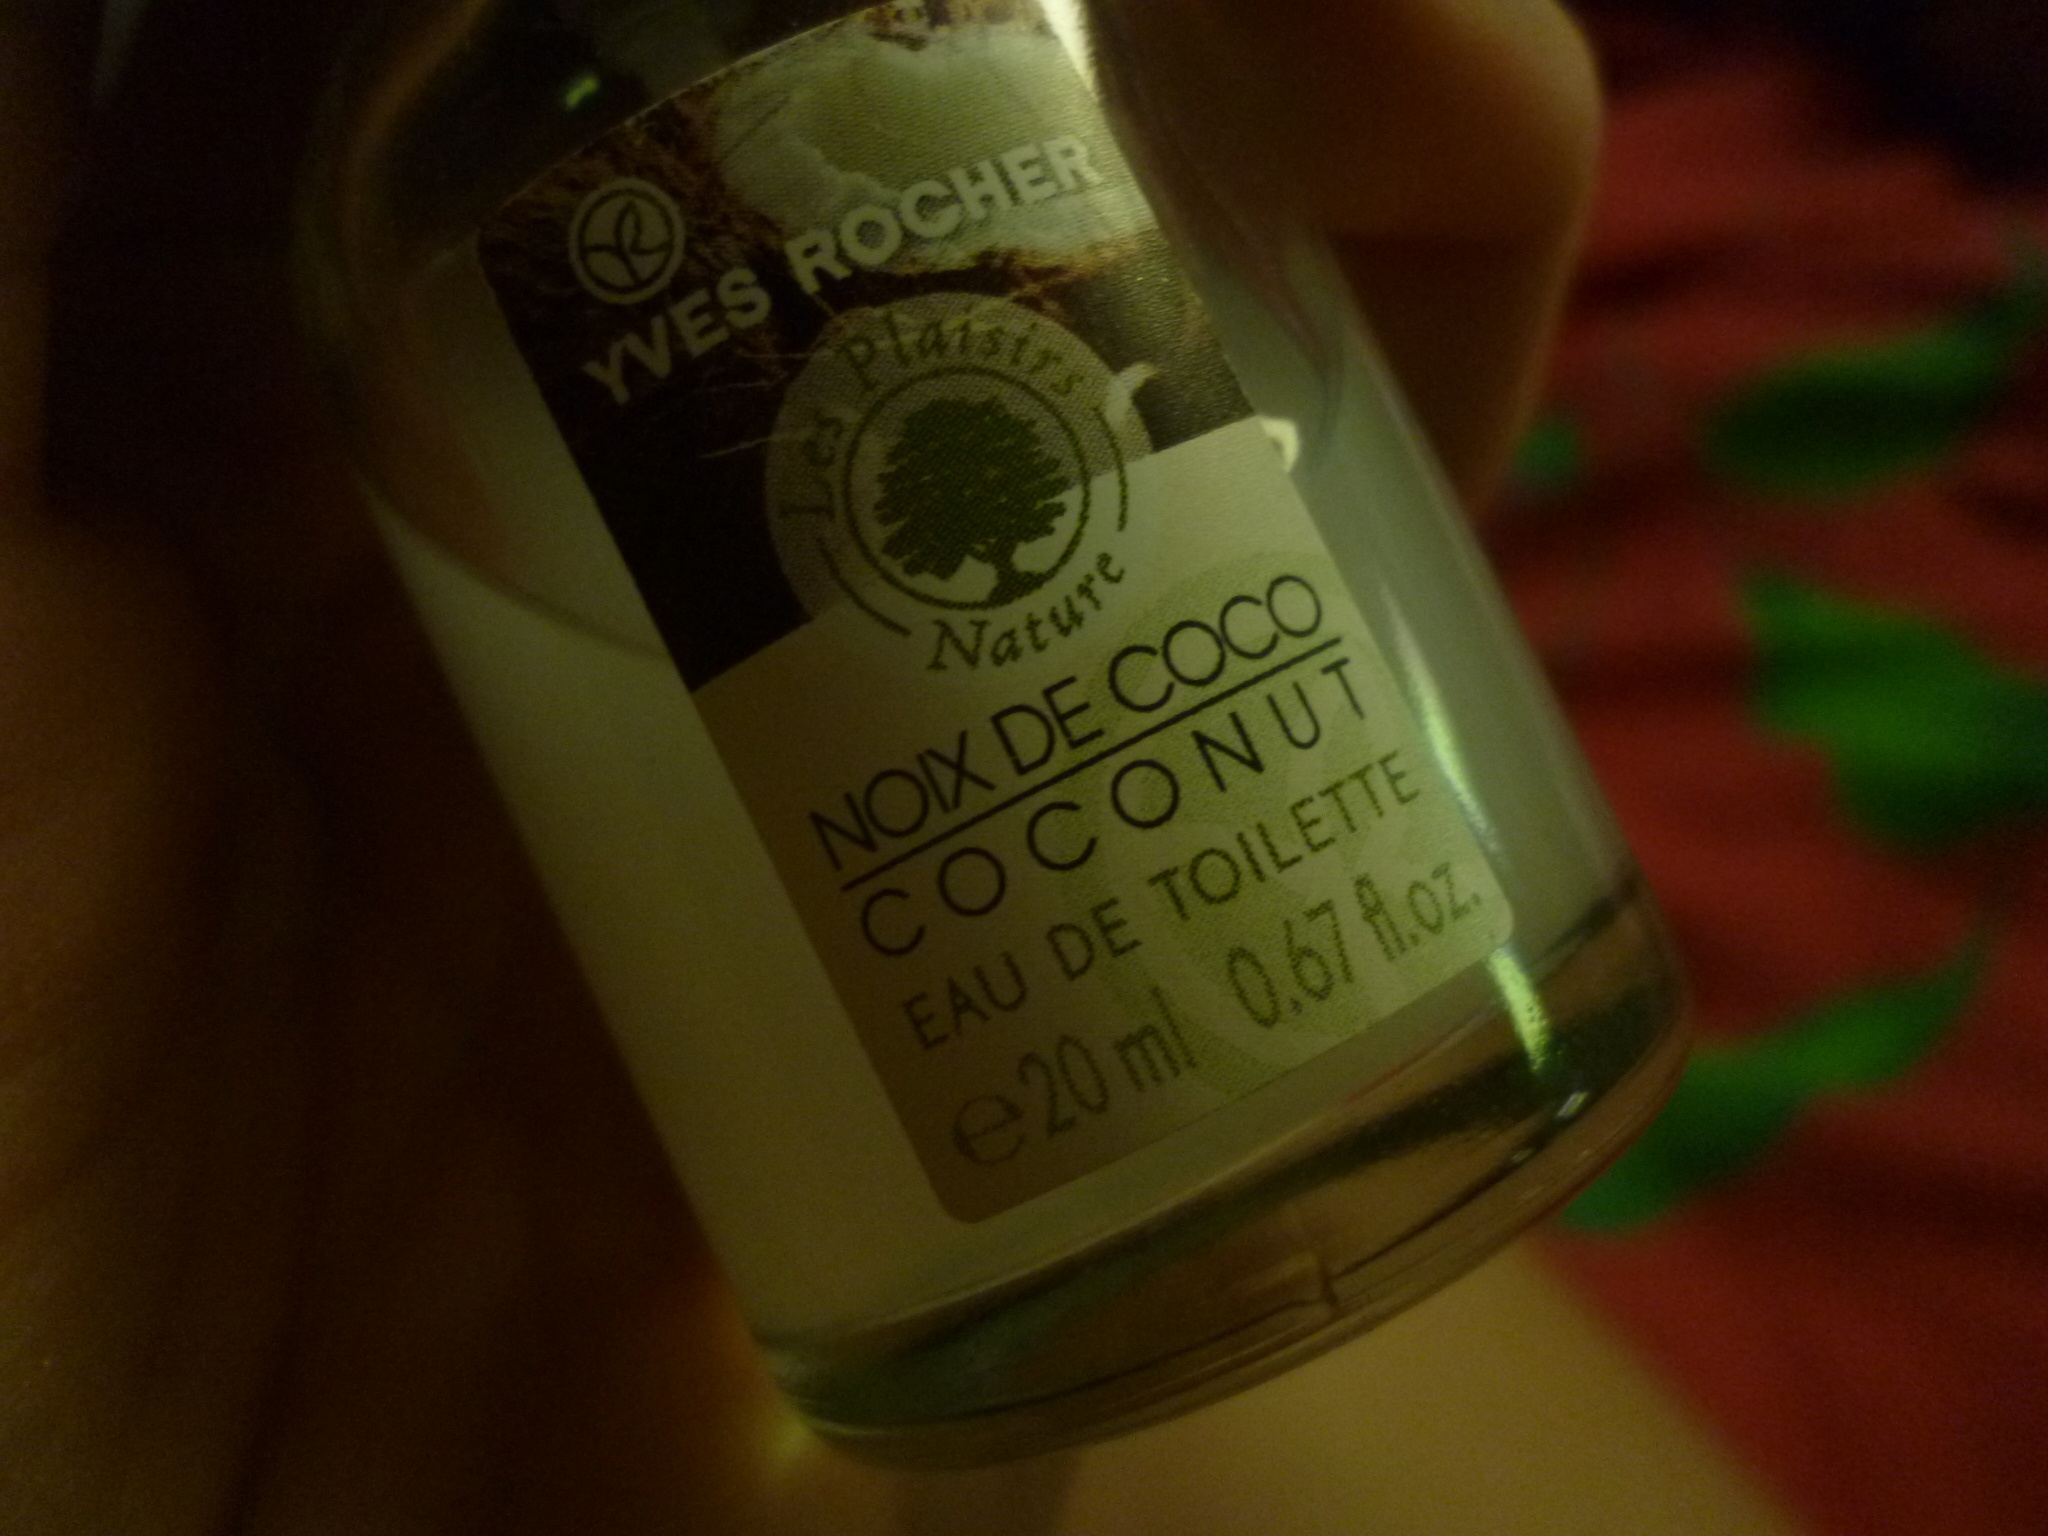 YVES ROCHER
Les Plaisirs
Nature
NOIX DE COCO
COCONUT
EAU DE TOILETTE
℮20 ml 0.67 fl.oz.